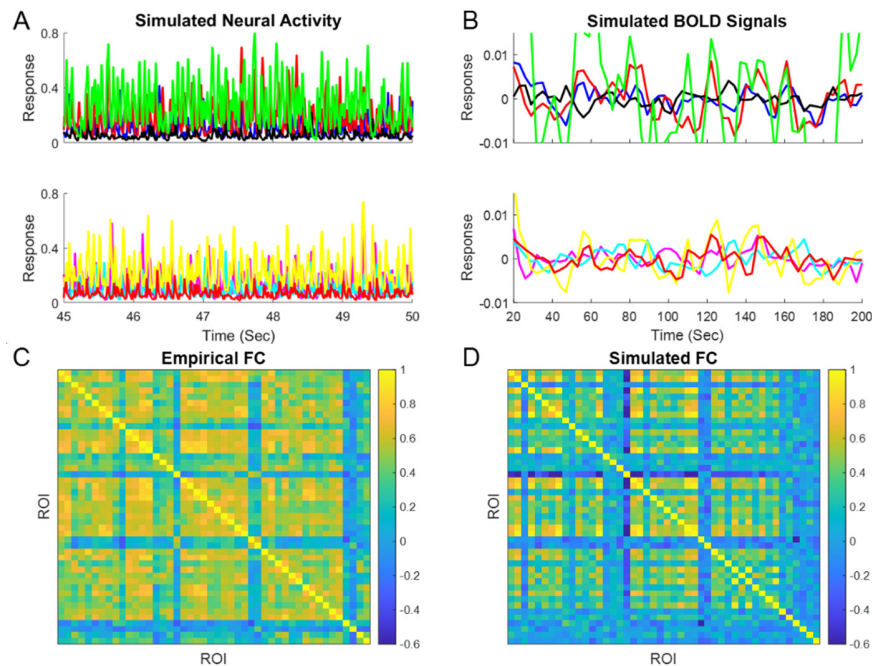 A
Simulated Neural Activity
0.8
0.4
0
Response
0.8
0.4
0
Response
45
46
47
48
49
50
Time (Sec)
B
Simulated BOLD Signals
0.01
0
-0.01
Response
0.01
0
-0.01
Response
20
40
60
80
100
120
140
160
180
200
Time (Sec)
C
Empirical FC
ROI
ROI
1
0.8
0.6
0.4
0.2
0
-0.2
-0.4
-0.6
D
Simulated FC
ROI
ROI
1
0.8
0.6
0.4
0.2
0
-0.2
-0.4
-0.6